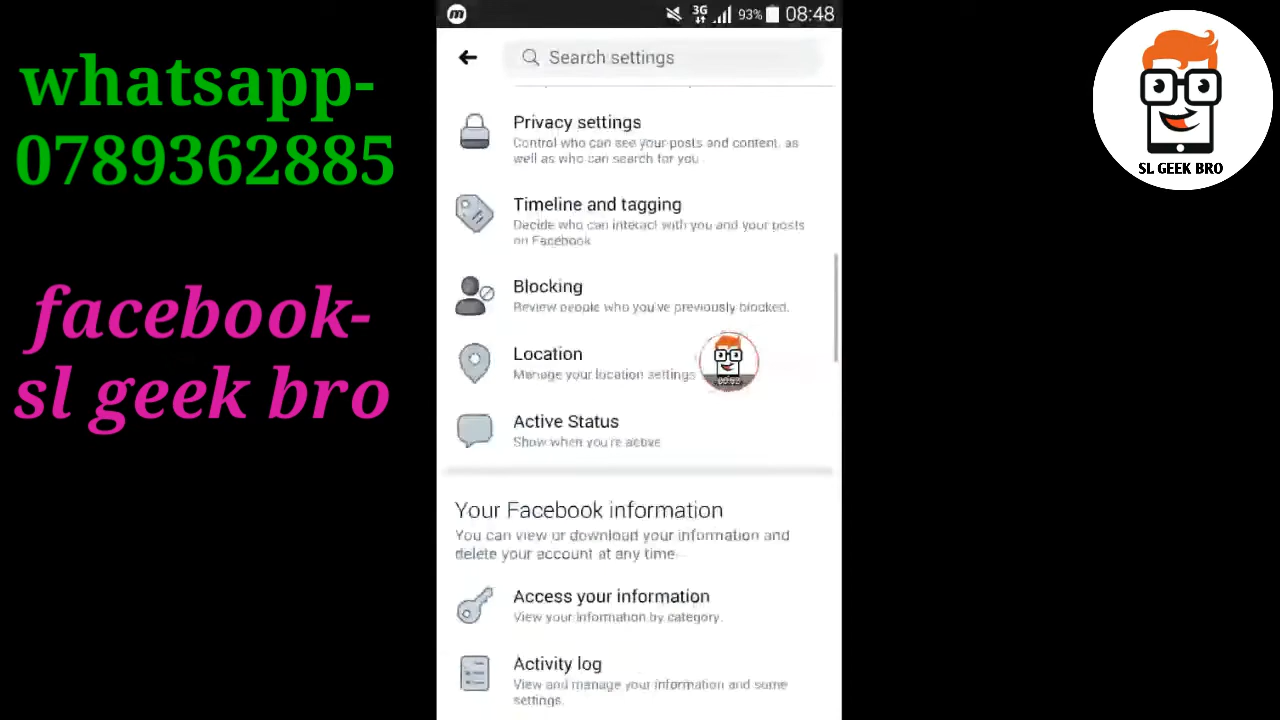 whatsapp-
0789362885
facebook-
sl geek bro
3G 93% 08:48
Search settings
Privacy settings
Control who can see your posts and content, as
well as who can search for you
Timeline and tagging
Decide who can interact with you and your posts
on Facebook
Blocking
Review people who you've previously blocked.
Location
Manage your location settings
Active Status
Show when you're active
Your Facebook information
You can view or download your information and
delete your account at any time
Access your information
View your information by category.
Activity log
View and manage your information and some
settings.
SL GEEK BRO